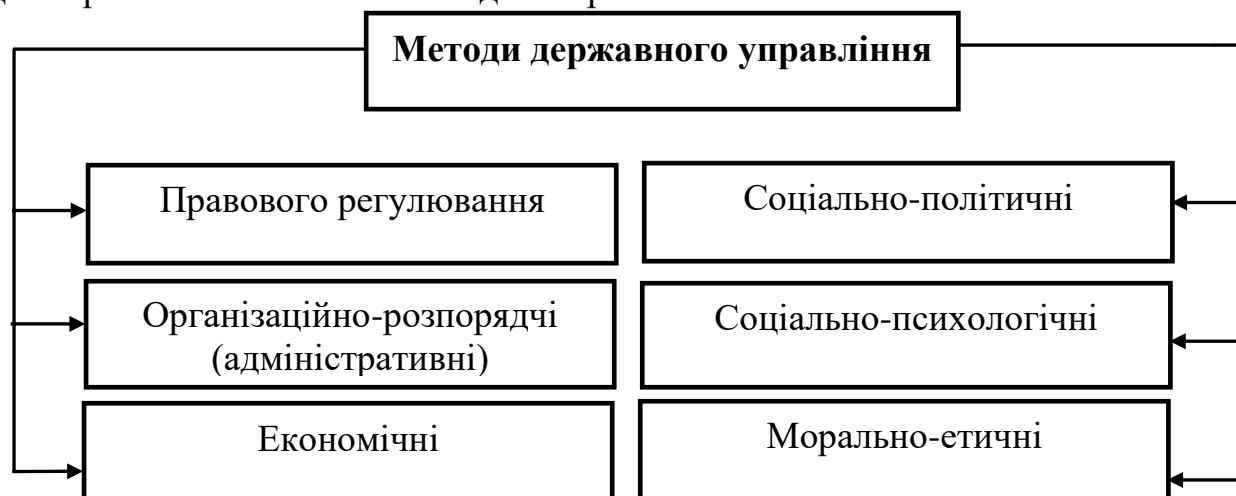 Методи державного управління
Правового регулювання
Соціально-політичні
Організаційно-розпорядчі
(адміністративні)
Соціально-психологічні
Економічні
Морально-етичні